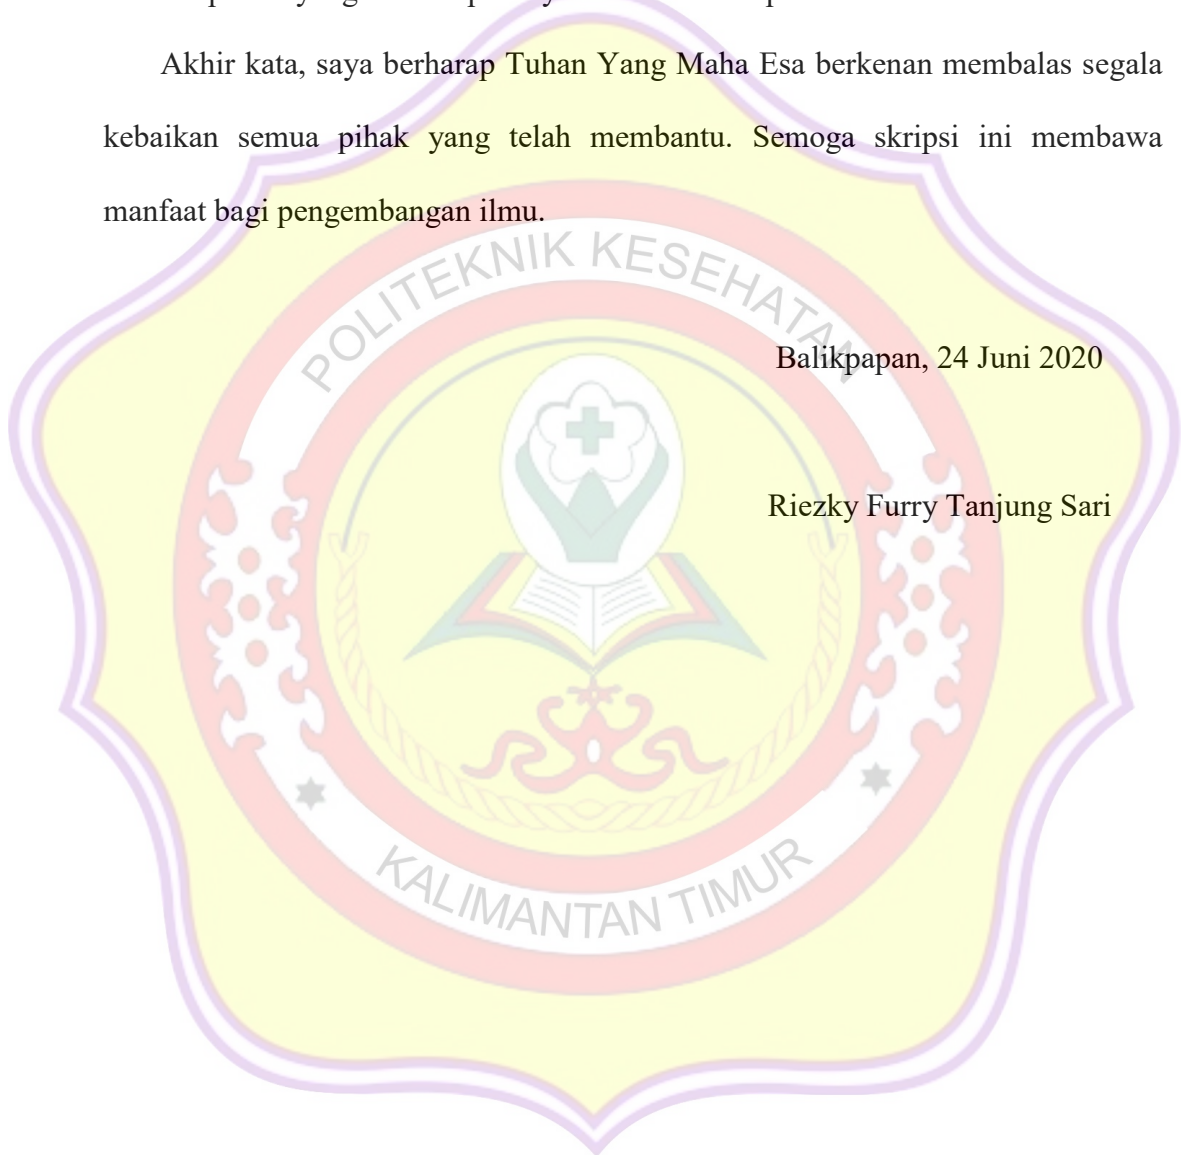 Akhir kata, saya berharap Tuhan Yang Maha Esa berkenan membalas segala
kebaikan semua pihak yang telah membantu. Semoga skripsi ini membawa
manfaat bagi pengembangan ilmu.
POLITEKNIK KESEHATAN
Balikpapan, 24 Juni 2020
Riezky Furry Tanjung Sari
KALIMANTAN TIMUR